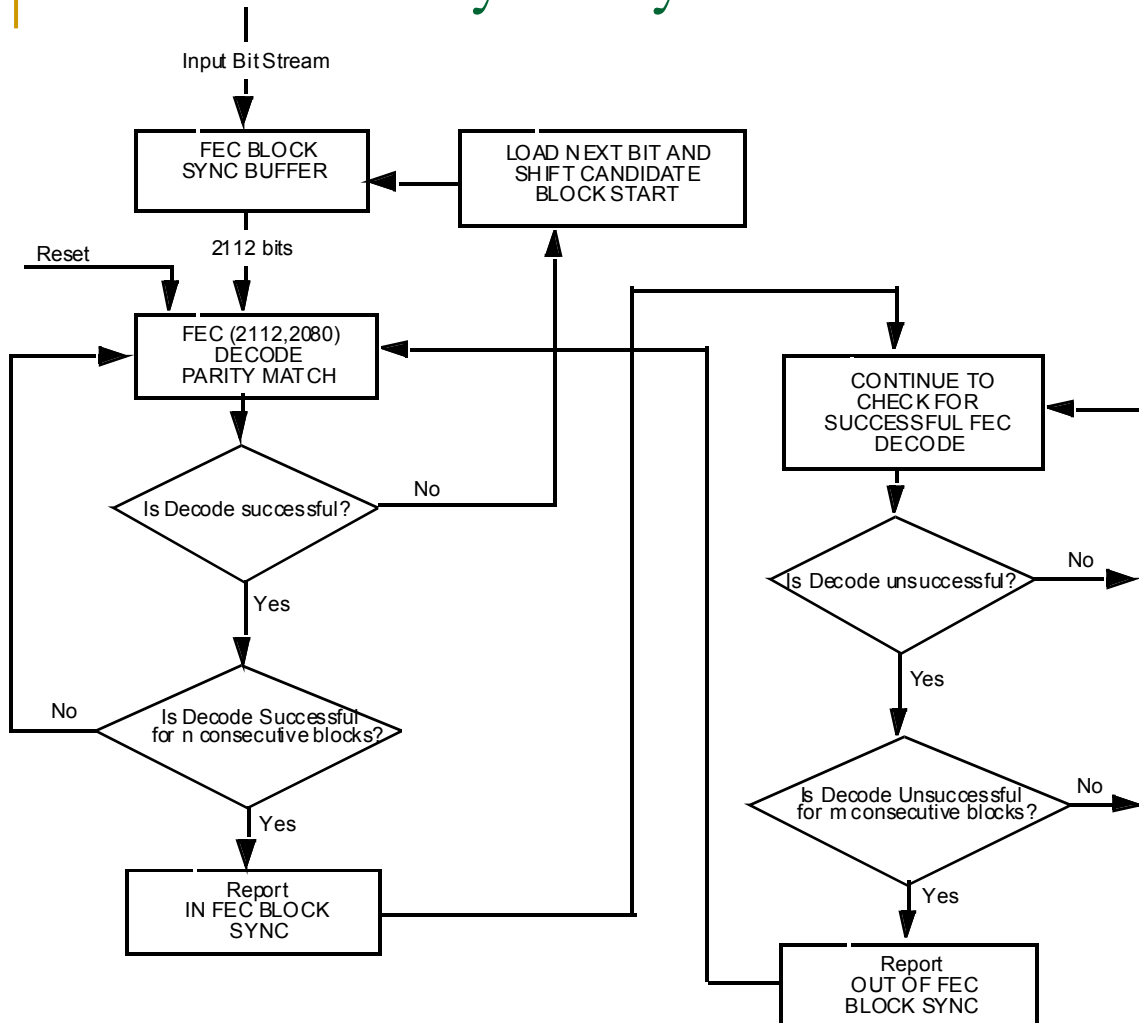 Input Bit Stream
FEC BLOCK
SYNC BUFFER
LOAD NEXT BIT AND
SHIFT CANDIDATE
BLOCK START
2112 bits
Reset
FEC (2112,2080)
DECODE
PARITY MATCH
Is Decode successful?
No
Yes
Is Decode Successful
for n consecutive blocks?
No
Yes
Report
IN FEC BLOCK
SYNC
CONTINUE TO
CHECK FOR
SUCCESSFUL FEC
DECODE
Is Decode unsuccessful?
No
Yes
Is Decode Unsuccessful
for m consecutive blocks?
No
Yes
Report
OUT OF FEC
BLOCK SYNC